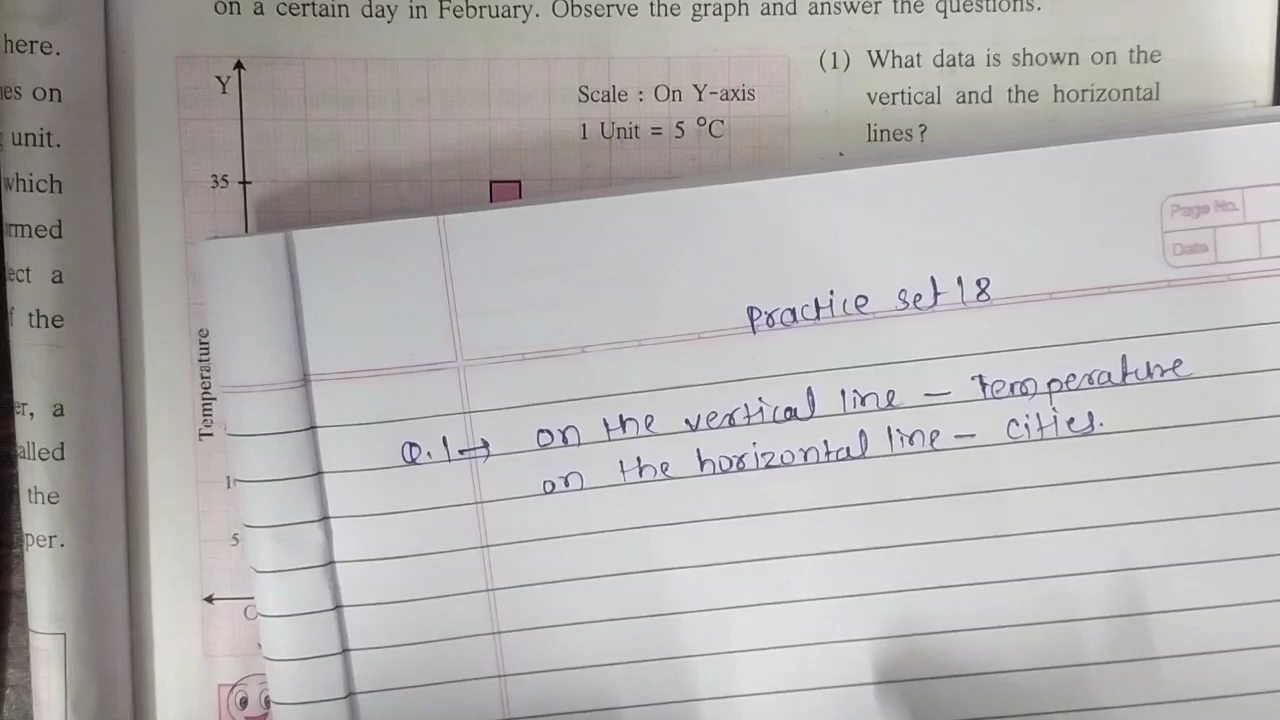 on a certain day in February. Observe the graph and answer the questions.
here.
es on
unit.
which
ormed
ect a
f the
er, a
alled
the
per.
Y
Scale : On Y-axis
1 Unit = 5 °C
35
Temperature
1
5
(1) What data is shown on the
vertical and the horizontal
lines?
Page No.
Date
Practice set 18
Q.1→ on the vertical line – Temperature
on the horizontal line – cities.